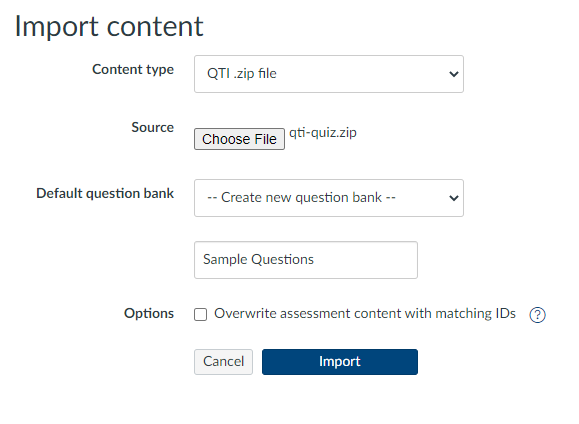 Import content
Content type
QTI .zip file
Source
Choose File qti-quiz.zip
Default question bank
-- Create new question bank --
Sample Questions
Options
Overwrite assessment content with matching IDs ?
Cancel
Import